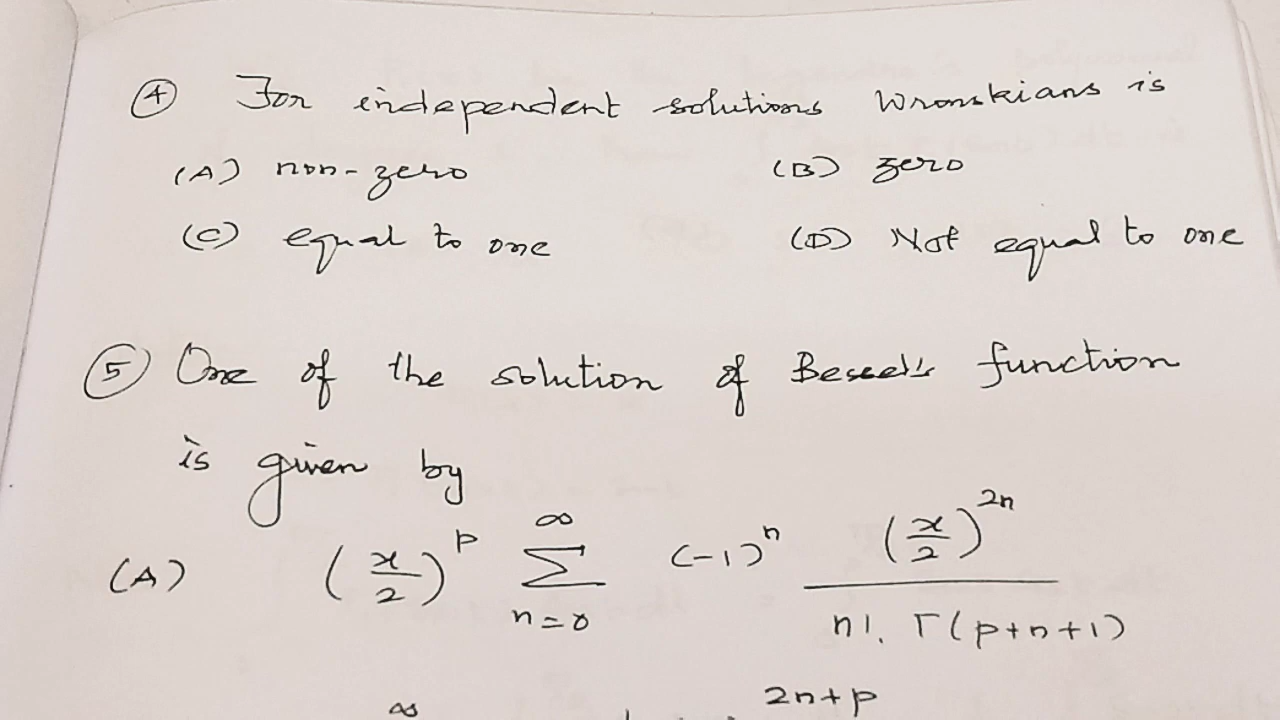 ④ For independent solutions Wronskians is
(A) non-zero (B) zero
(C) equal to one (D) Not equal to one
⑤ One of the solution of Bessel's function
is given by
(A) (x/2)^p ∑_{n=0}^{∞} (-1)^n (x/2)^{2n} / n!. Γ(p+n+1)
∞ 2n+p